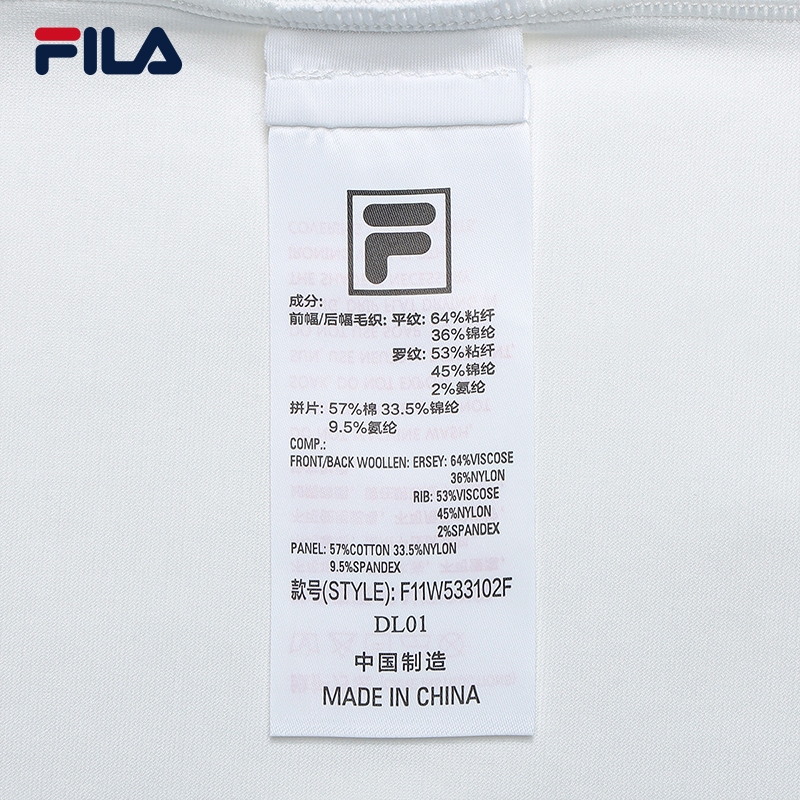 FILA
F
成分:
前幅/后幅毛织: 平纹: 64%粘纤
36%锦纶
罗纹: 53%粘纤
45%锦纶
2%氨纶
拼片: 57%棉 33.5%锦纶
9.5%氨纶
COMP.:
FRONT/BACK WOOLLEN: ERSEY: 64%VISCOSE
36%NYLON
RIB: 53%VISCOSE
45%NYLON
2%SPANDEX
PANEL: 57%COTTON 33.5%NYLON
9.5%SPANDEX
款号(STYLE): F11W533102F
DL01
中国制造
MADE IN CHINA